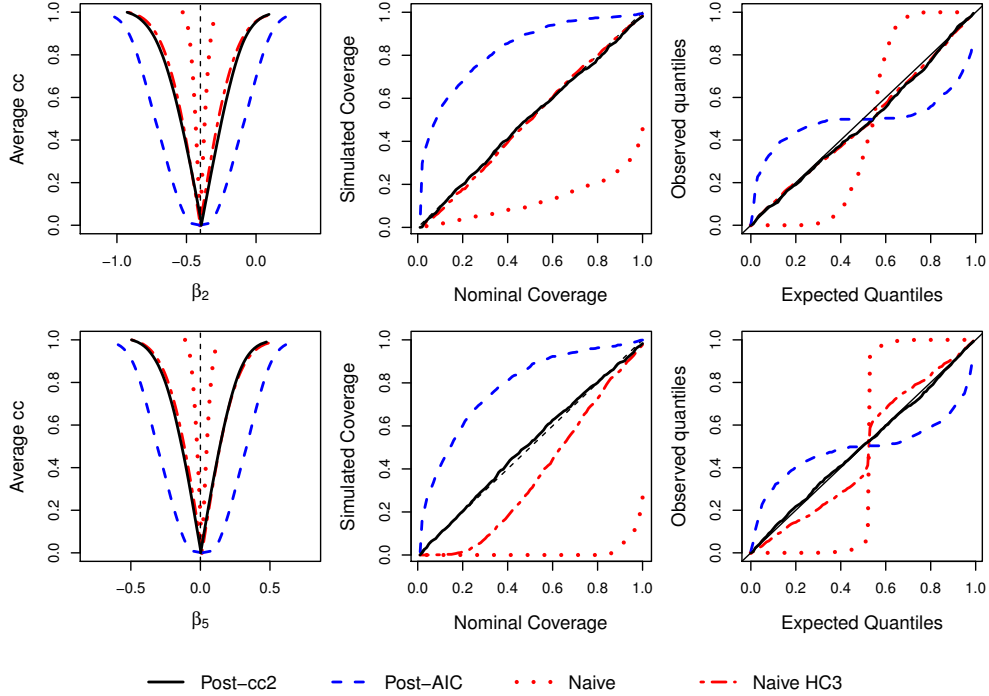 Average cc
0.0 0.2 0.4 0.6 0.8 1.0
−1.0 −0.5 0.0
β2
Simulated Coverage
0.0 0.2 0.4 0.6 0.8 1.0
0.0 0.2 0.4 0.6 0.8 1.0
Nominal Coverage
Observed quantiles
0.0 0.2 0.4 0.6 0.8 1.0
0.0 0.2 0.4 0.6 0.8 1.0
Expected Quantiles
Average cc
0.0 0.2 0.4 0.6 0.8 1.0
−0.5 0.0 0.5
β5
Simulated Coverage
0.0 0.2 0.4 0.6 0.8 1.0
0.0 0.2 0.4 0.6 0.8 1.0
Nominal Coverage
Observed quantiles
0.0 0.2 0.4 0.6 0.8 1.0
0.0 0.2 0.4 0.6 0.8 1.0
Expected Quantiles
Post−cc2 Post−AIC Naive Naive HC3